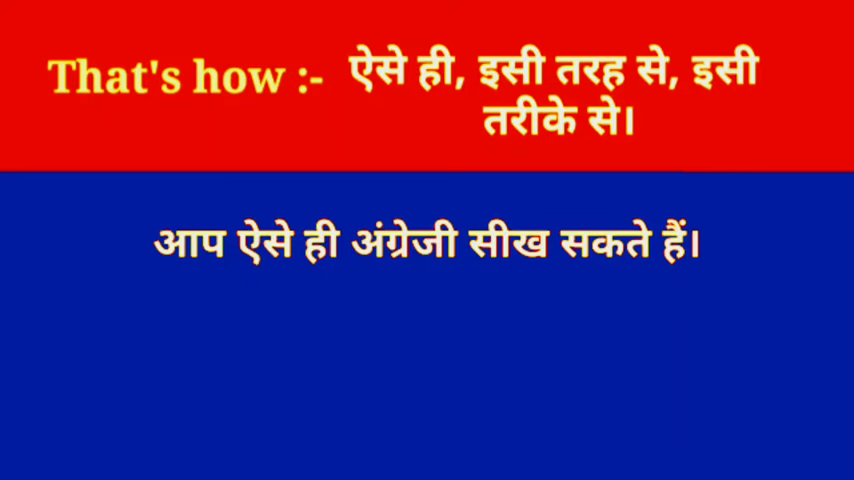 That's how :- ऐसे ही, इसी तरह से, इसी
तरीके से।
आप ऐसे ही अंग्रेजी सीख सकते हैं।